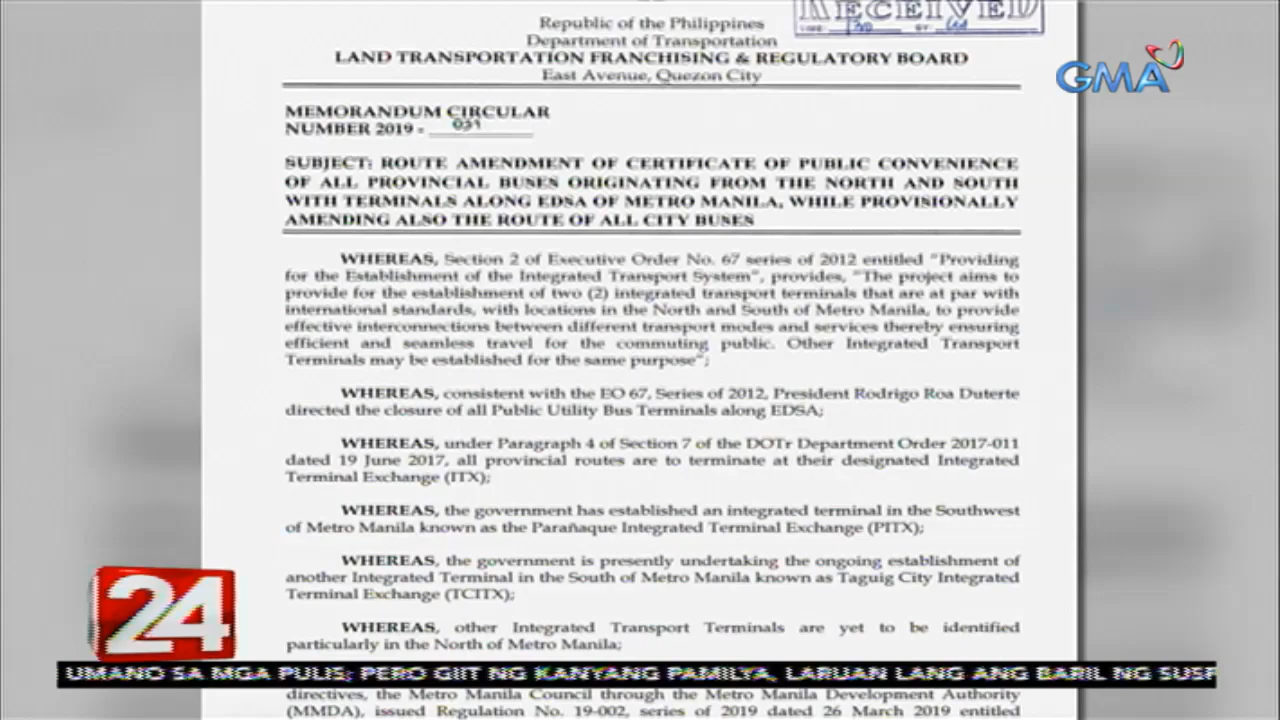 RECEIVED
Republic of the Philippines
Department of Transportation
LAND TRANSPORTATION FRANCHISING & REGULATORY BOARD
East Avenue, Quezon City
GMA
MEMORANDUM CIRCULAR
NUMBER 2019 - 031
SUBJECT: ROUTE AMENDMENT OF CERTIFICATE OF PUBLIC CONVENIENCE
OF ALL PROVINCIAL BUSES ORIGINATING FROM THE NORTH AND SOUTH
WITH TERMINALS ALONG EDSA OF METRO MANILA, WHILE PROVISIONALLY
AMENDING ALSO THE ROUTE OF ALL CITY BUSES
WHEREAS, Section 2 of Executive Order No. 67 series of 2012 entitled "Providing
for the Establishment of the Integrated Transport System", provides, "The project aims to
provide for the establishment of two (2) integrated transport terminals that are at par with
international standards, with locations in the North and South of Metro Manila, to provide
effective interconnections between different transport modes and services thereby ensuring
efficient and seamless travel for the commuting public. Other Integrated Transport
Terminals may be established for the same purpose";
WHEREAS, consistent with the EO 67, Series of 2012, President Rodrigo Roa Duterte
directed the closure of all Public Utility Bus Terminals along EDSA;
WHEREAS, under Paragraph 4 of Section 7 of the DOTr Department Order 2017-011
dated 19 June 2017, all provincial routes are to terminate at their designated Integrated
Terminal Exchange (ITX);
WHEREAS, the government has established an integrated terminal in the Southwest
of Metro Manila known as the Parañaque Integrated Terminal Exchange (PITX);
WHEREAS, the government is presently undertaking the ongoing establishment of
another Integrated Terminal in the South of Metro Manila known as Taguig City Integrated
Terminal Exchange (TCITX);
WHEREAS, other Integrated Transport Terminals are yet to be identified
particularly in the North of Metro Manila;
24
UMANO SA MGA PULIS; PERO GIIT NG KANYANG PAMILYA, LARUAN LANG ANG BARIL NG
directives, the Metro Manila Council through the Metro Manila Development Authority
(MMDA), issued Regulation No. 19-002, series of 2019 dated 26 March 2019 entitled